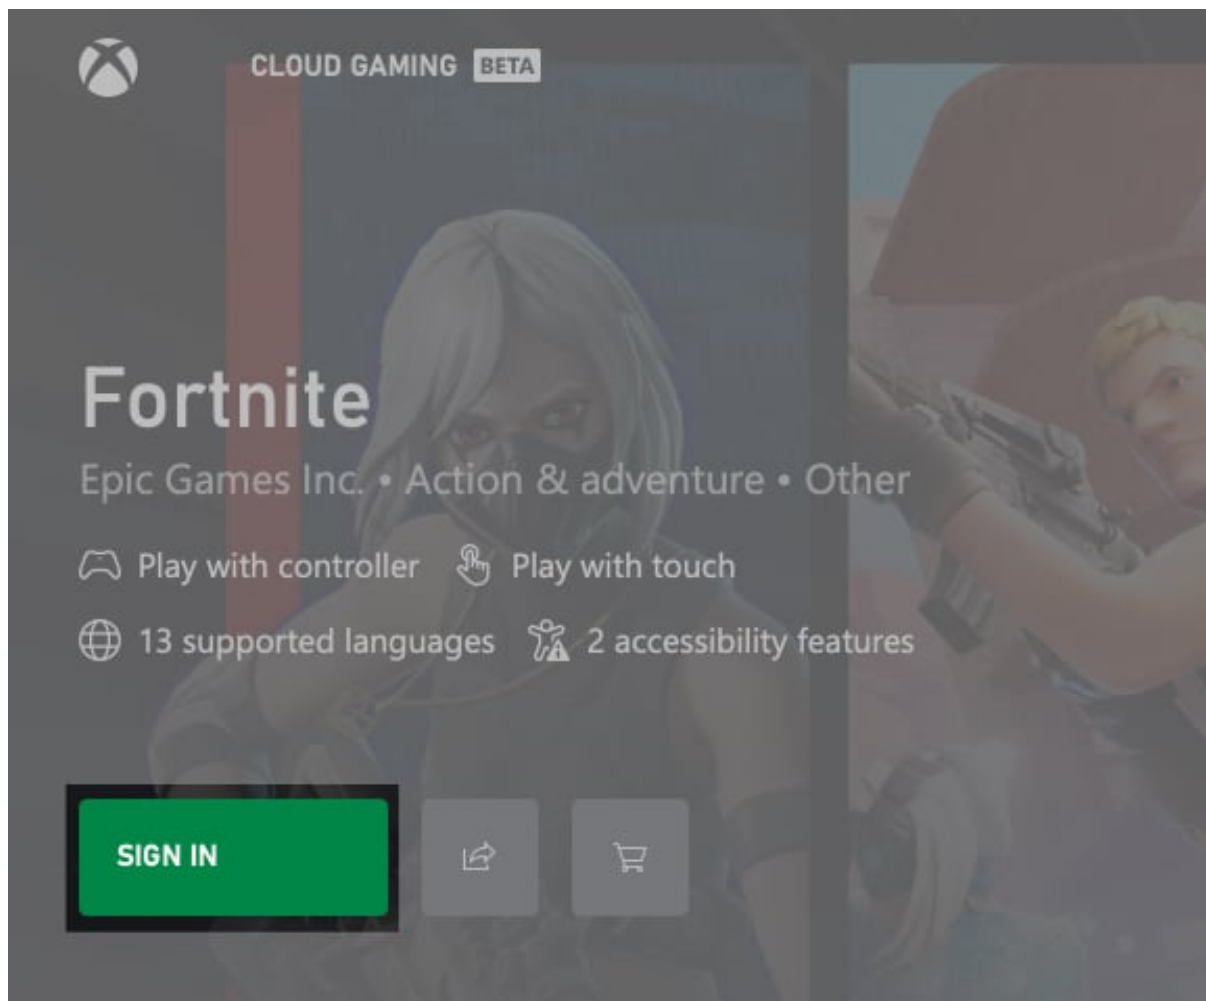 CLOUD GAMING BETA
Fortnite
Epic Games Inc. • Action & adventure • Other
Play with controller Play with touch
13 supported languages 2 accessibility features
SIGN IN